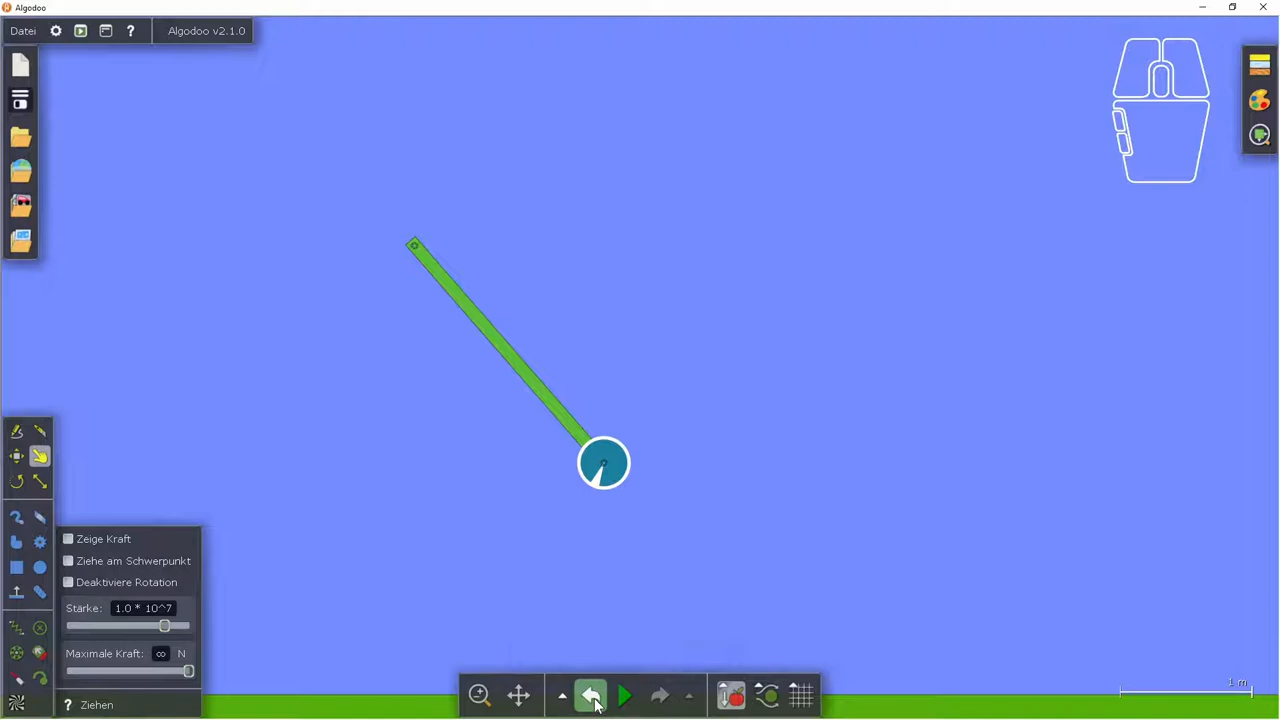 Algodoo
Datei
?
Algodoo v2.1.0
Zeige Kraft
Ziehe am Schwerpunkt
Deaktiviere Rotation
Stärke: 1.0 * 10^7
Maximale Kraft: ∞ N
? Ziehen
1 m